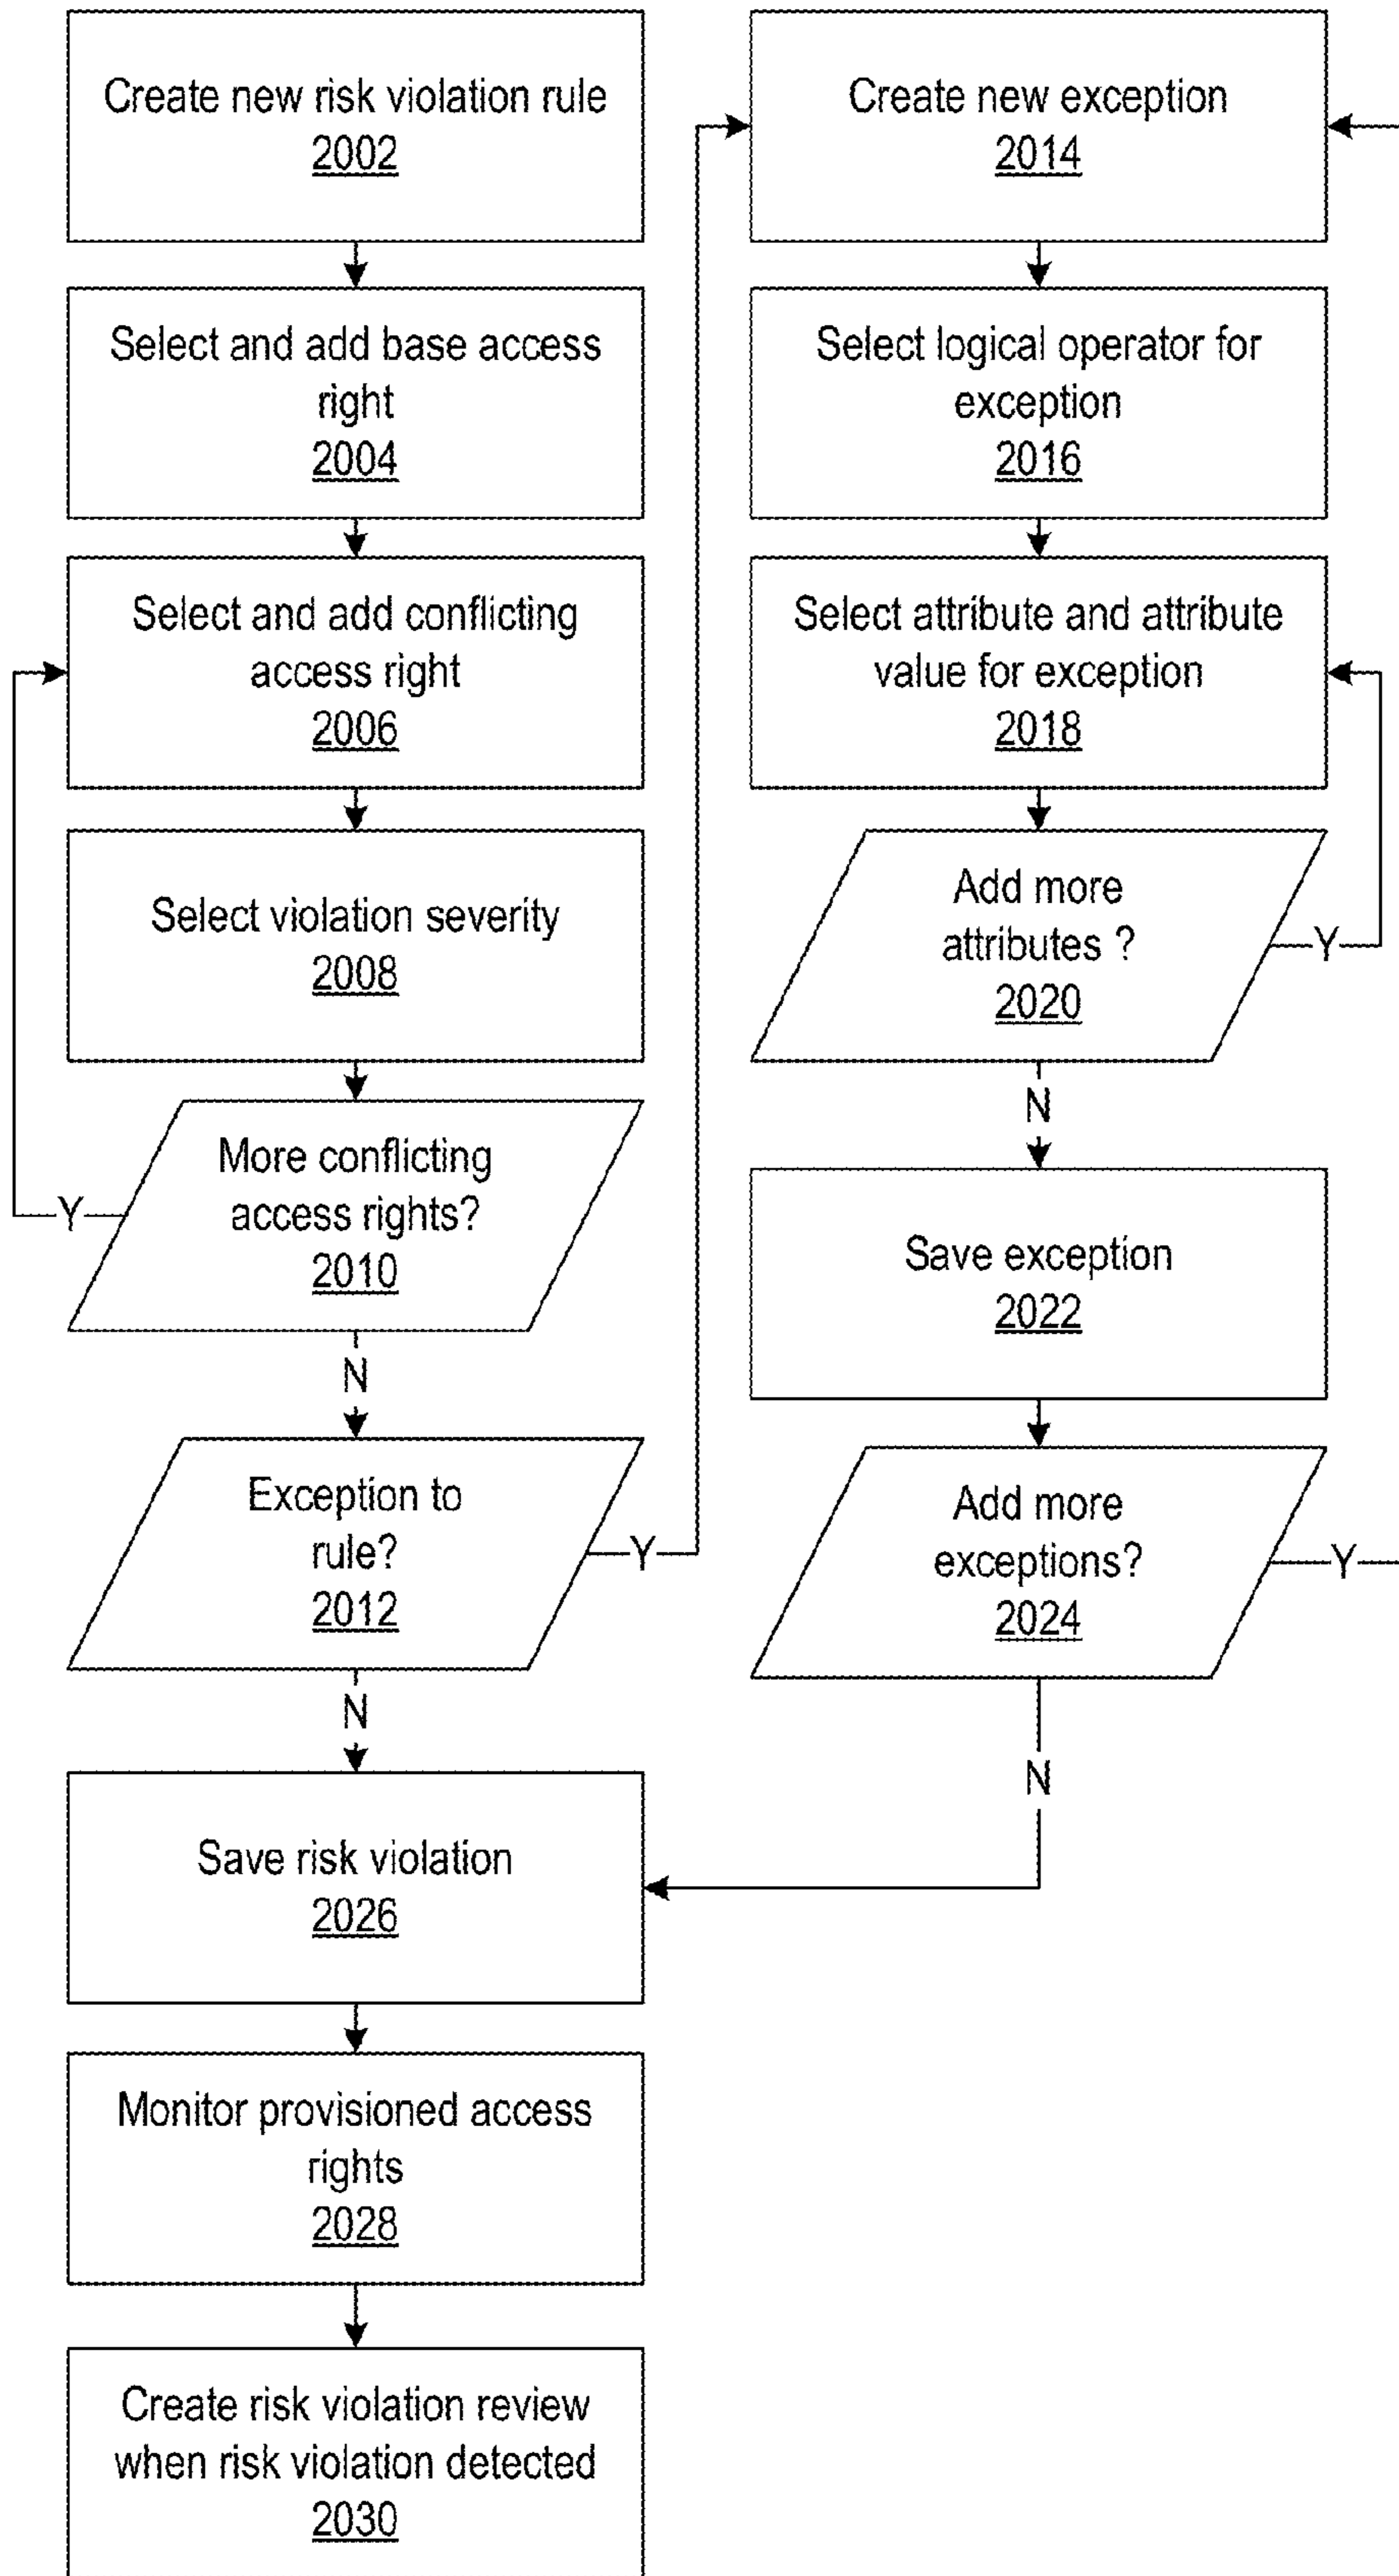 Create new risk violation rule
2002
Select and add base access
right
2004
Select and add conflicting
access right
2006
Select violation severity
2008
More conflicting
access rights?
2010
Y
N
Exception to
rule?
2012
Y
N
Create new exception
2014
Select logical operator for
exception
2016
Select attribute and attribute
value for exception
2018
Add more
attributes ?
2020
Y
N
Save exception
2022
Add more
exceptions?
2024
Y
N
Save risk violation
2026
Monitor provisioned access
rights
2028
Create risk violation review
when risk violation detected
2030